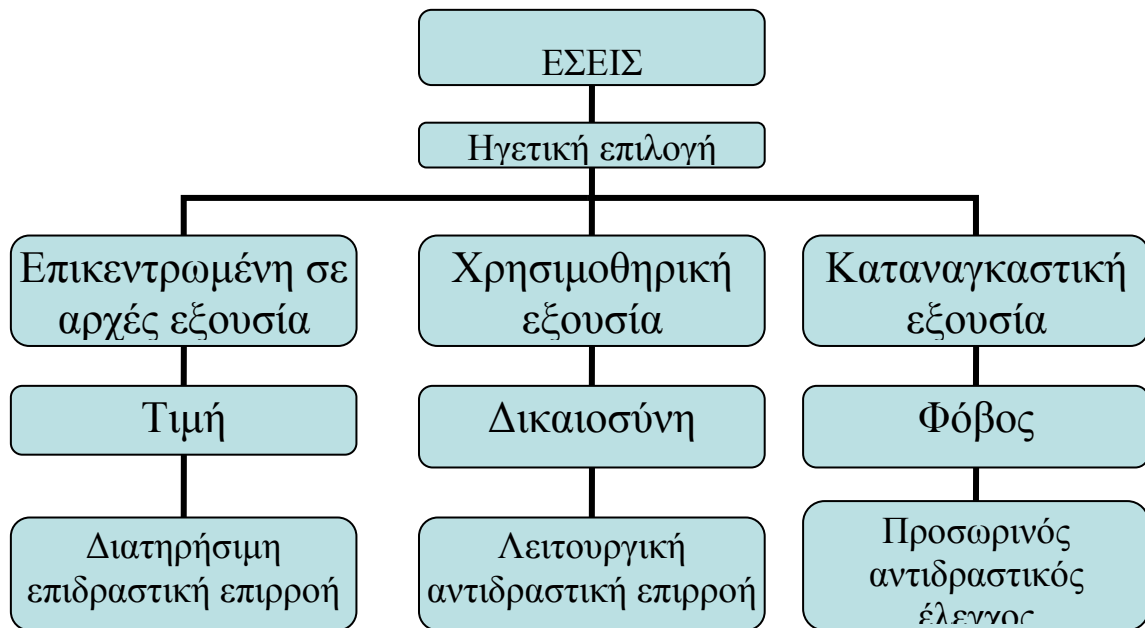 ΕΣΕΙΣ
Ηγετική επιλογή
Επικεντρωμένη σε
αρχές εξουσία
Χρησιμοθηρική
εξουσία
Καταναγκαστική
εξουσία
Τιμή
Δικαιοσύνη
Φόβος
Διατηρήσιμη
επιδραστική επιρροή
Λειτουργική
αντιδραστική επιρροή
Προσωρινός
αντιδραστικός
έλεγχος